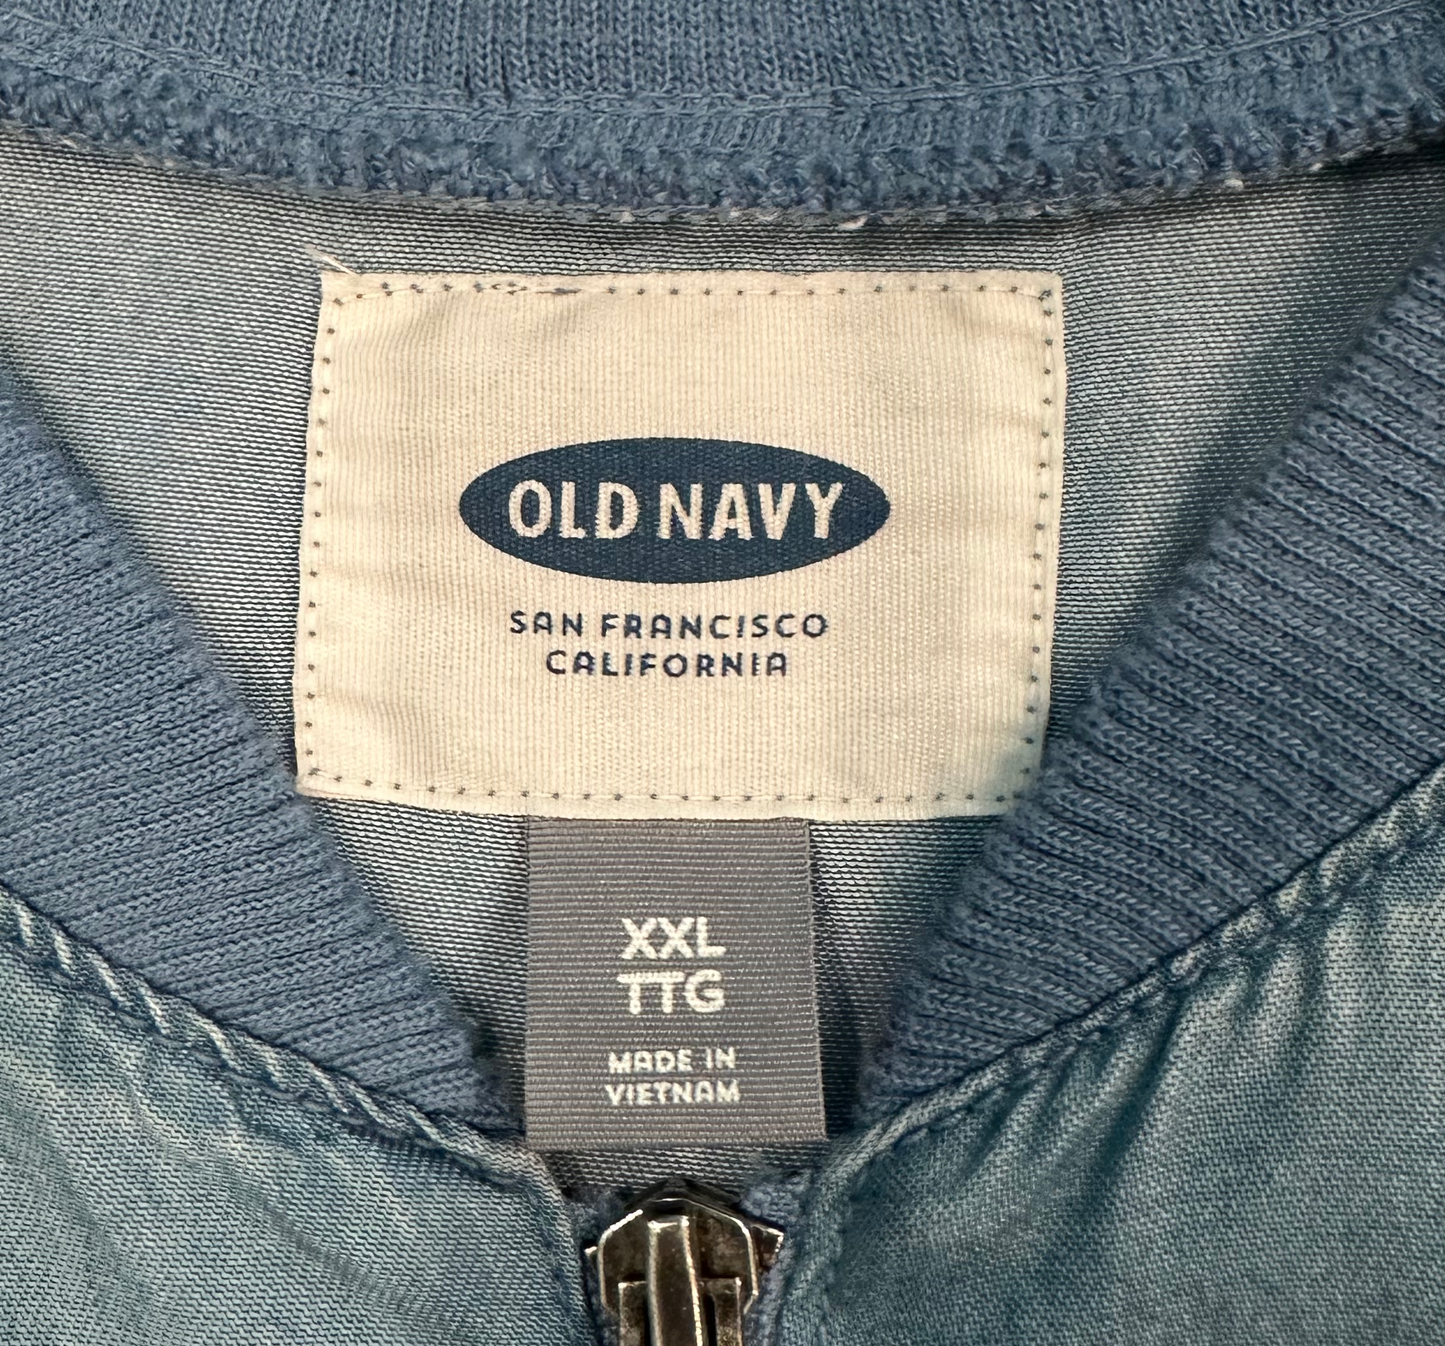 OLD NAVY
SAN FRANCISCO
CALIFORNIA
XXL
TTG
MADE IN
VIETNAM